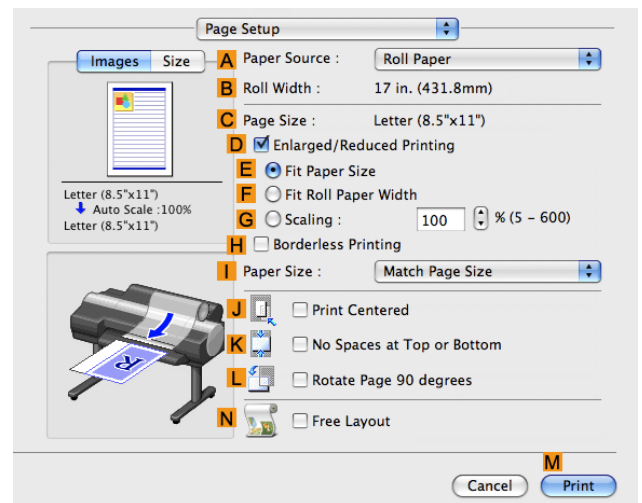 Page Setup
Images Size
A Paper Source : Roll Paper
B Roll Width : 17 in. (431.8mm)
C Page Size : Letter (8.5"x11")
D Enlarged/Reduced Printing
E Fit Paper Size
F Fit Roll Paper Width
G Scaling : 100 % (5 – 600)
Letter (8.5"x11")
Auto Scale :100%
Letter (8.5"x11")
H Borderless Printing
I Paper Size : Match Page Size
J Print Centered
K No Spaces at Top or Bottom
L Rotate Page 90 degrees
R
N Free Layout
M
Cancel Print